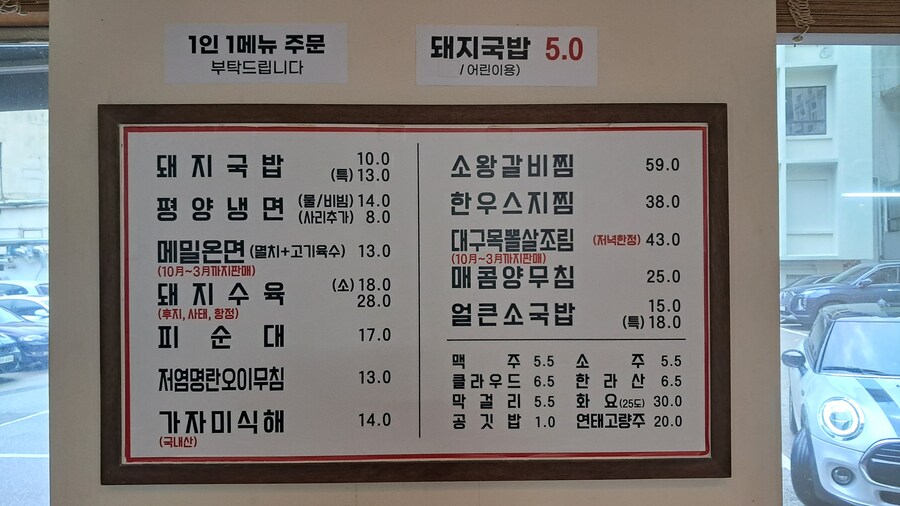 1인 1메뉴 주문
부탁드립니다
돼지국밥 5.0
/어린이용)
돼지국밥 10.0
(특) 13.0
평양냉면 (물/비빔) 14.0
(사리추가) 8.0
메밀온면 (멸치+고기육수) 13.0
(10月~3月까지판매)
돼지수육 (소) 18.0
28.0
(후지, 사태, 항정)
피순대 17.0
저염명란오이무침 13.0
가자미식해 14.0
(국내산)
소왕갈비찜 59.0
한우스지찜 38.0
대구목뽈살조림 (저녁한정) 43.0
(10月~3月까지판매)
매콤양무침 25.0
얼큰소국밥 15.0
(특) 18.0
맥주 5.5 소주 5.5
클라우드 6.5 한라산 6.5
막걸리 5.5 화요(25도) 30.0
공깃밥 1.0 연태고량주 20.0